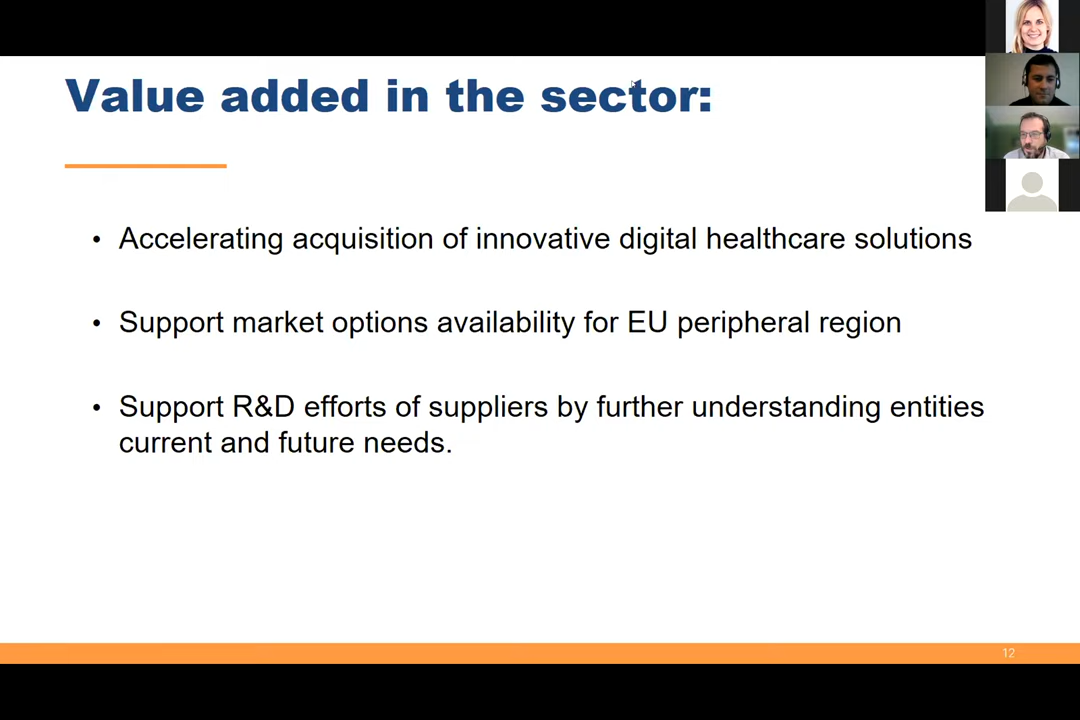 Value added in the sector:
• Accelerating acquisition of innovative digital healthcare solutions
• Support market options availability for EU peripheral region
• Support R&D efforts of suppliers by further understanding entities
current and future needs.
12